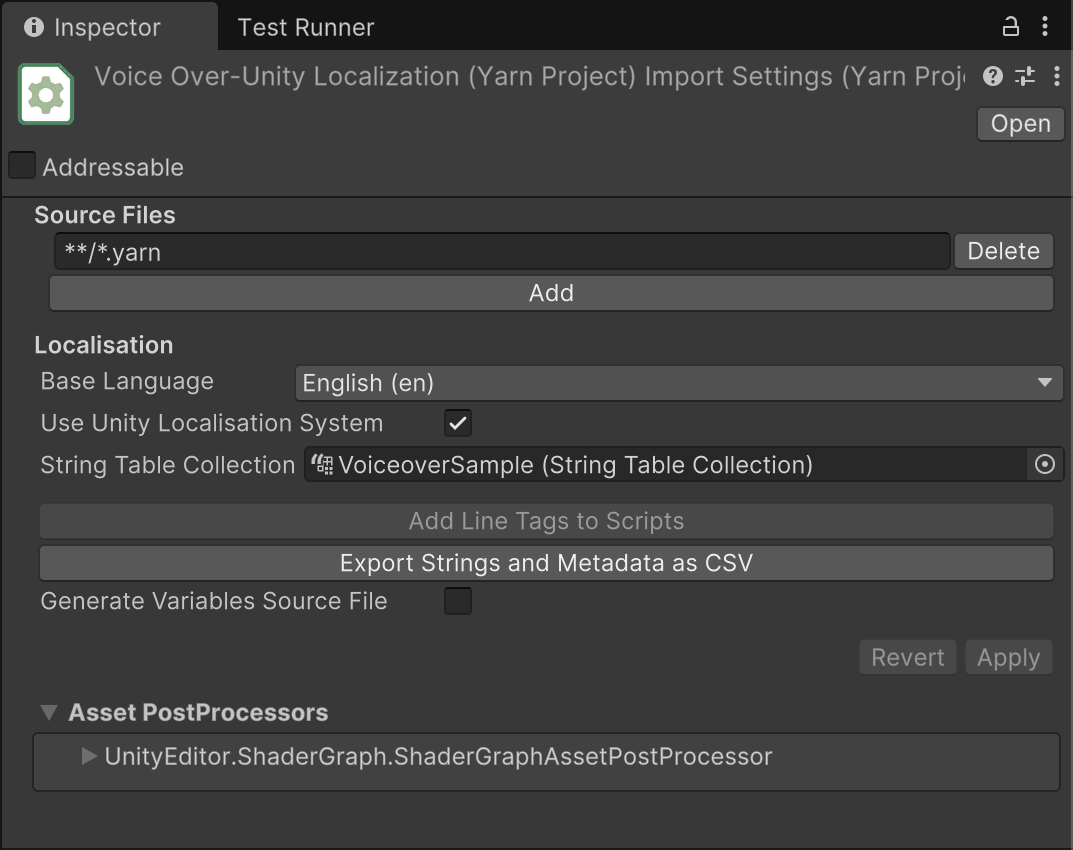 Inspector Test Runner
Voice Over-Unity Localization (Yarn Project) Import Settings (Yarn Proj
Open
Addressable
Source Files
**/*.yarn Delete
Add
Localisation
Base Language English (en)
Use Unity Localisation System
String Table Collection VoiceoverSample (String Table Collection)
Add Line Tags to Scripts
Export Strings and Metadata as CSV
Generate Variables Source File
Revert Apply
Asset PostProcessors
UnityEditor.ShaderGraph.ShaderGraphAssetPostProcessor